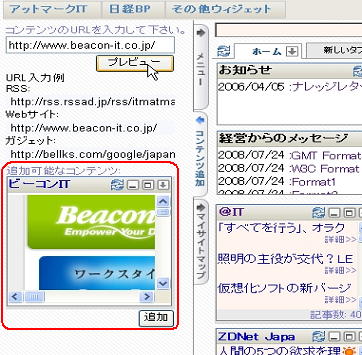 アットマークIT
日経BP
その他ウィジェット
コンテンツのURLを入力して下さい。
http://www.beacon-it.co.jp/
プレビュー
URL入力例
RSS:
http://rss.rssad.jp/rss/itmatma
Webサイト:
http://www.beacon-it.co.jp/
ガジェット:
http://bellks.com/google/japan
追加可能なコンテンツ:
ビーコンIT
Beacon
Empower Your D
ワークスタイ
追加
メニュー
コンテンツ追加
マイサイトマップ
ホーム
新しいタブ
お知らせ
2006/04/05 :ナレッジレター
経営からのメッセージ
2008/07/24 :GMT Format
2008/07/24 :W3C Format
2008/07/24 :Format1
@IT
「すべてを行う」、オラク
詳細>>
照明の主役が交代？LE
詳細>>
仮想化ソフトの新バージ
詳細>>
記事数: 40
ZDNet Japa
人間の5つの欲求を理